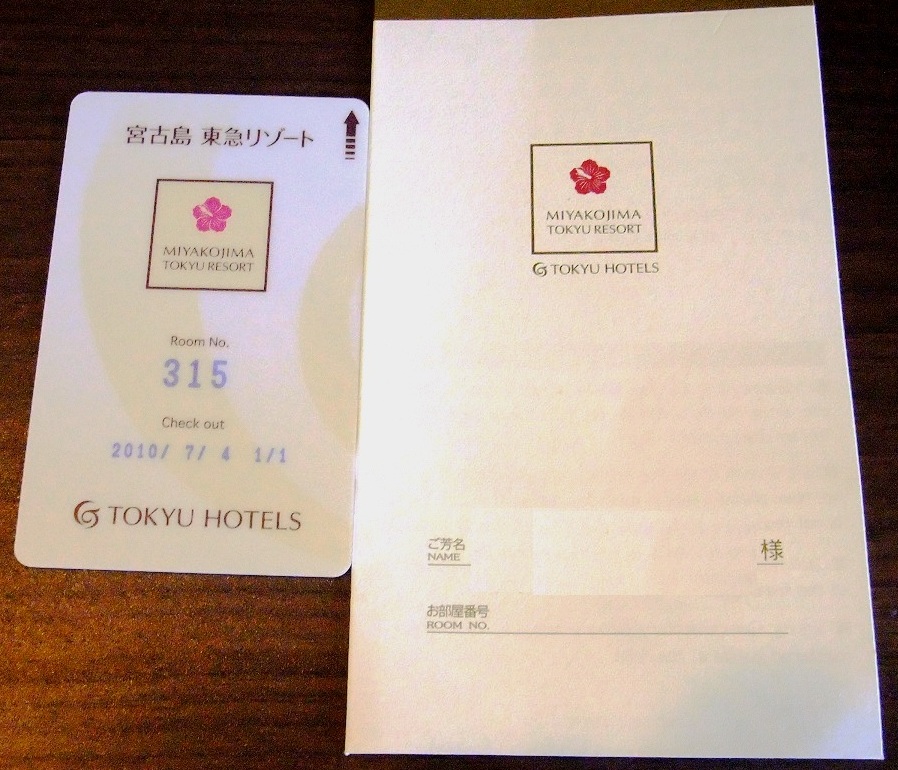 宮古島 東急リゾート
MIYAKOJIMA
TOKYU RESORT
Room No.
315
Check out
2010/ 7/ 4 1/1
TOKYU HOTELS
MIYAKOJIMA
TOKYU RESORT
TOKYU HOTELS
ご芳名
NAME
様
お部屋番号
ROOM NO.